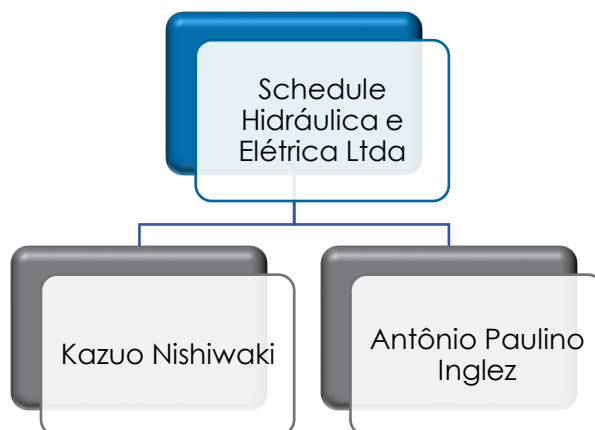 Schedule
Hidráulica e
Elétrica Ltda
Kazuo Nishiwaki
Antônio Paulino
Inglez